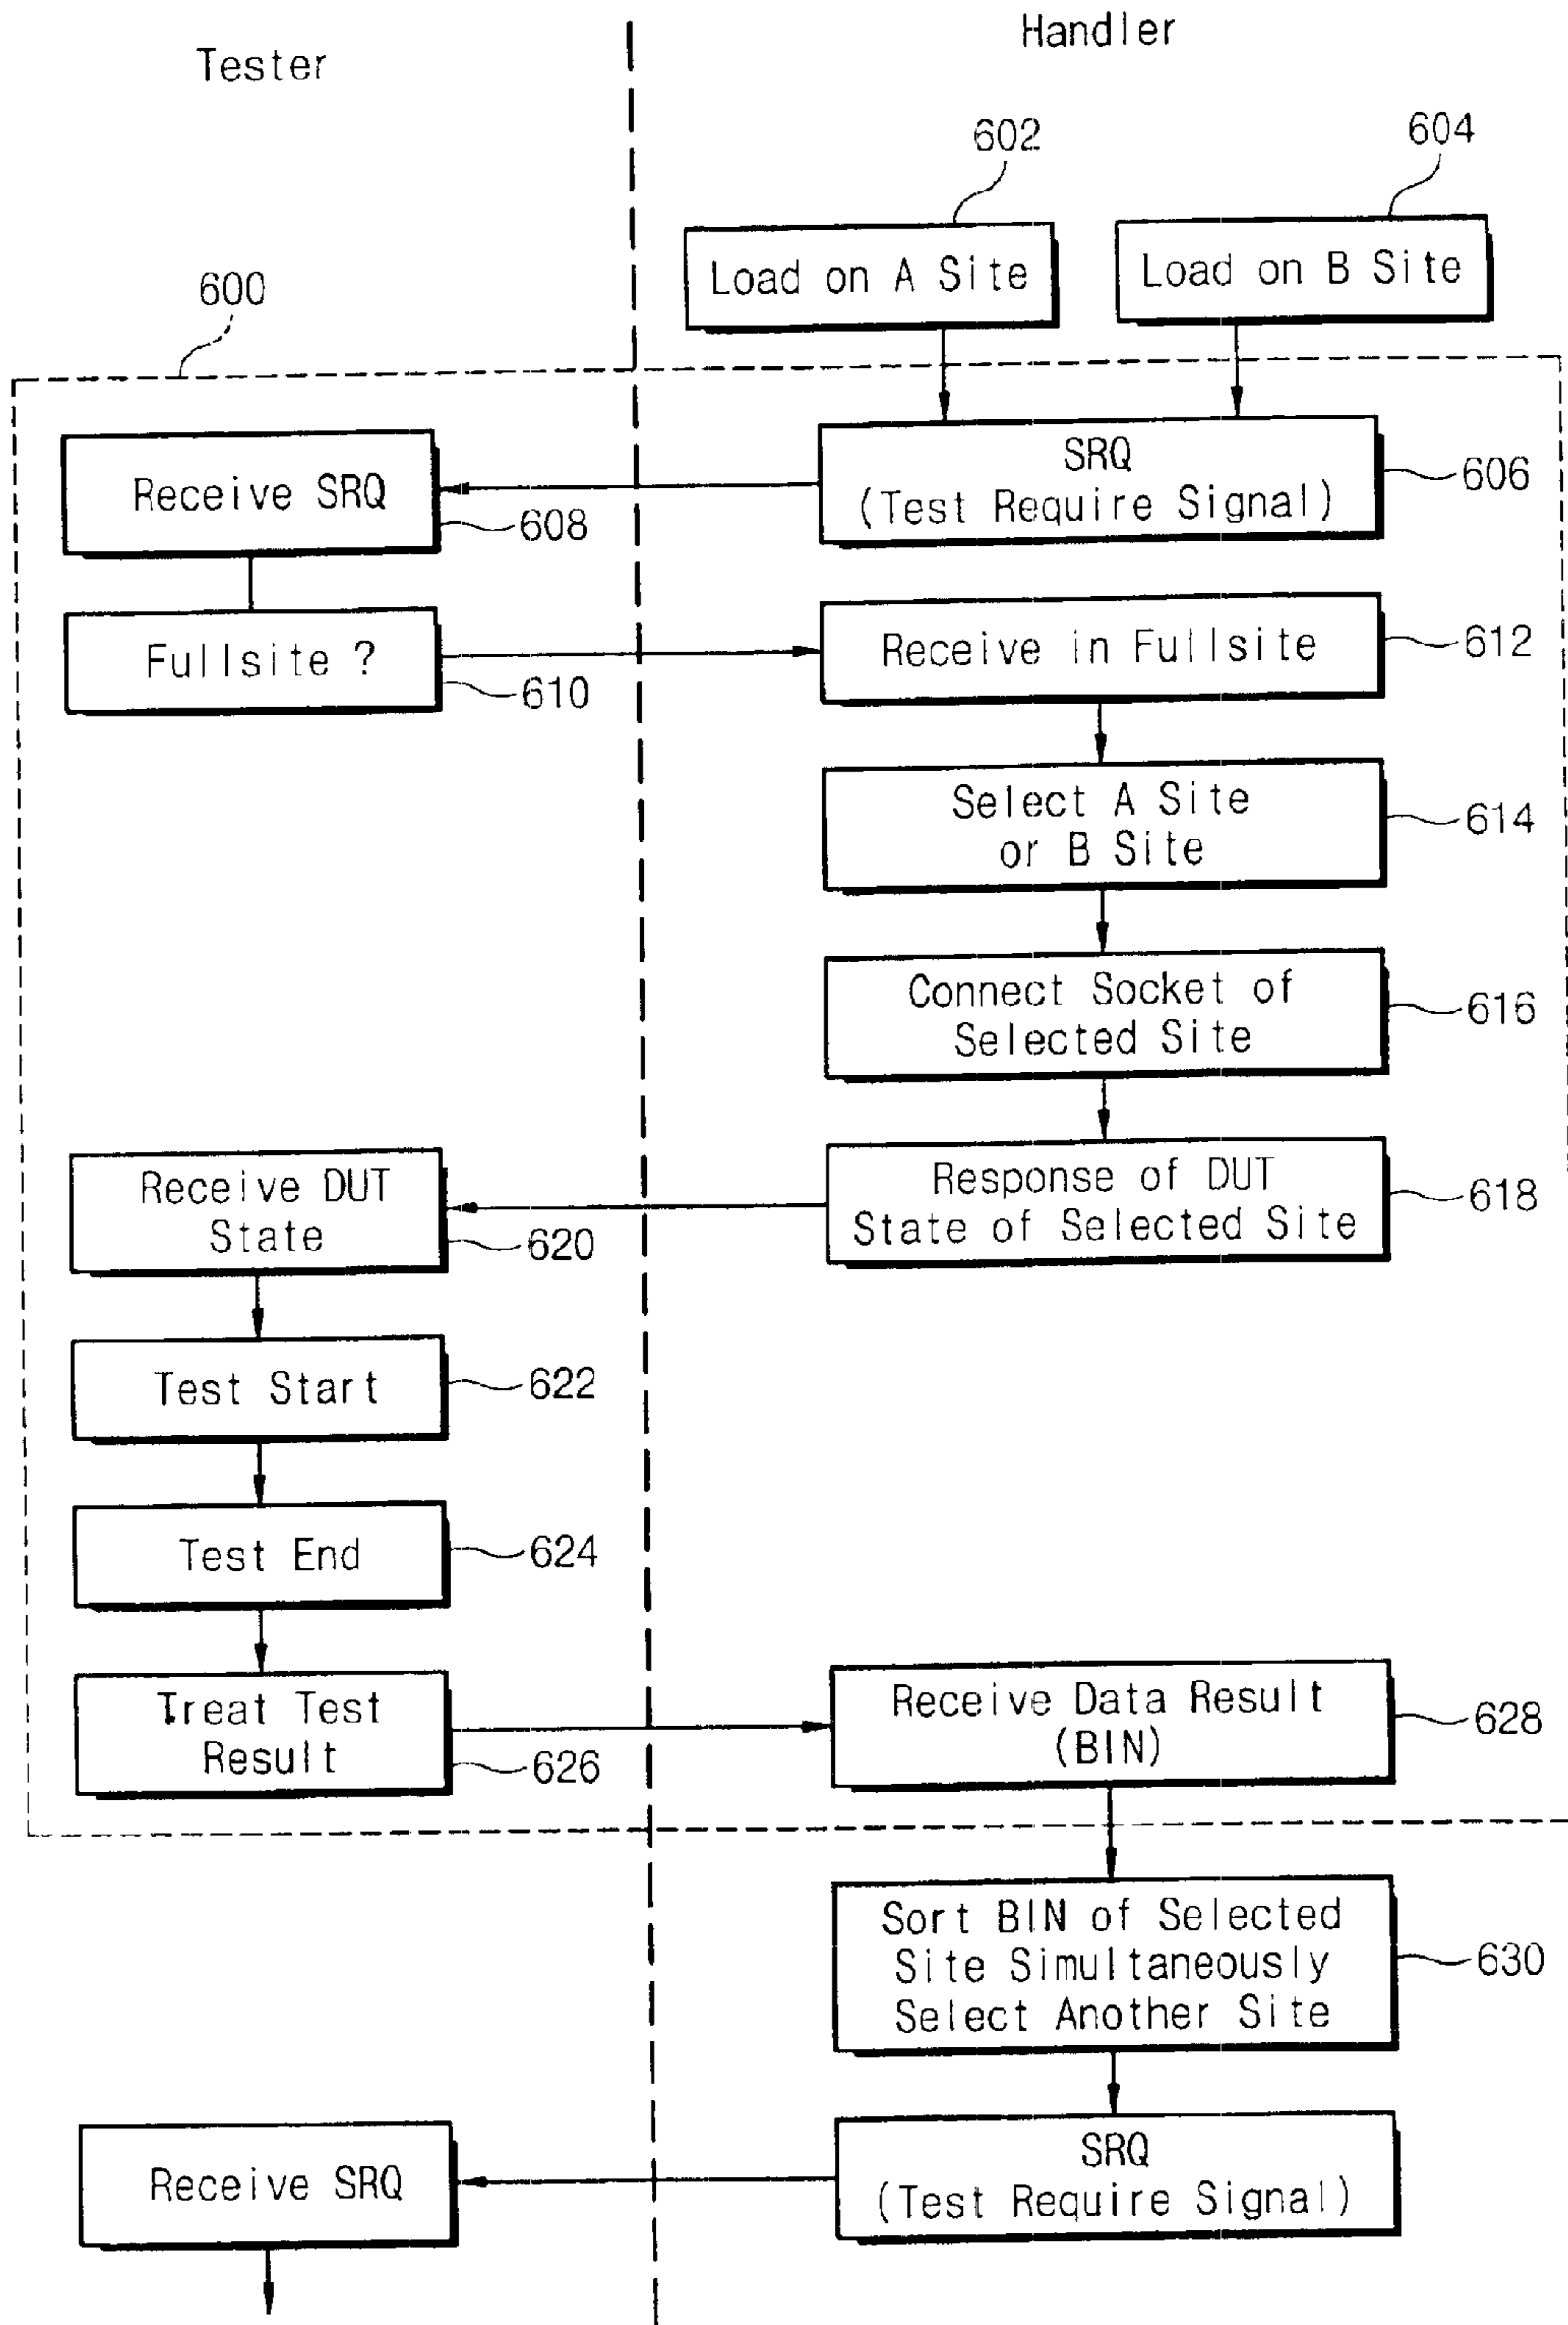 Tester
Handler
602
604
Load on A Site
Load on B Site
600
SRQ
(Test Require Signal)
606
Receive SRQ
608
Fullsite ?
610
Receive in Fullsite
612
Select A Site
or B Site
614
Connect Socket of
Selected Site
616
Response of DUT
State of Selected Site
618
Receive DUT
State
620
Test Start
622
Test End
624
Treat Test
Result
626
Receive Data Result
(BIN)
628
Sort BIN of Selected
Site Simultaneously
Select Another Site
630
SRQ
(Test Require Signal)
Receive SRQ